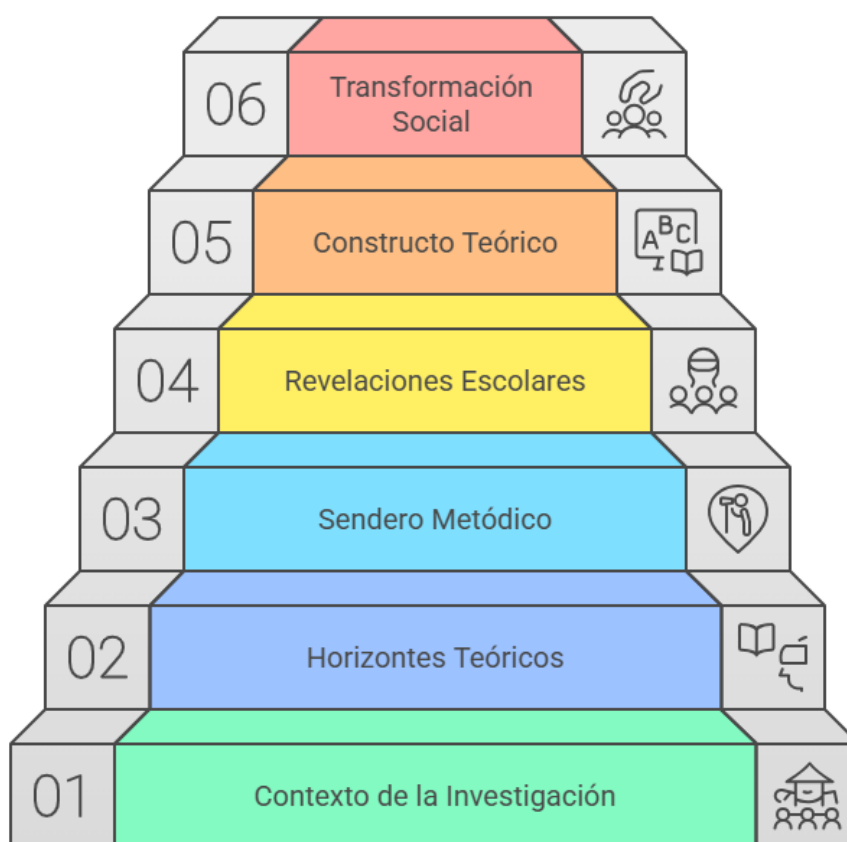 06
Transformación
Social
05
Constructo Teórico
A B C
04
Revelaciones Escolares
03
Sendero Metódico
02
Horizontes Teóricos
01
Contexto de la Investigación